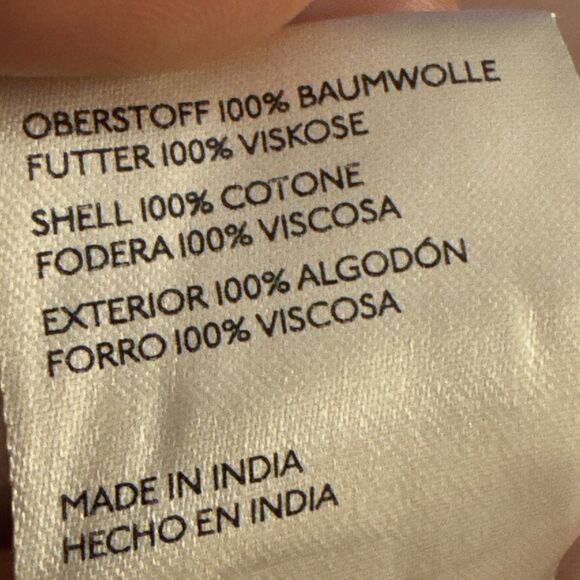 OBERSTOFF 100% BAUMWOLLE
FUTTER 100% VISKOSE
SHELL 100% COTONE
FODERA 100% VISCOSA
EXTERIOR 100% ALGODÓN
FORRO 100% VISCOSA
MADE IN INDIA
HECHO EN INDIA